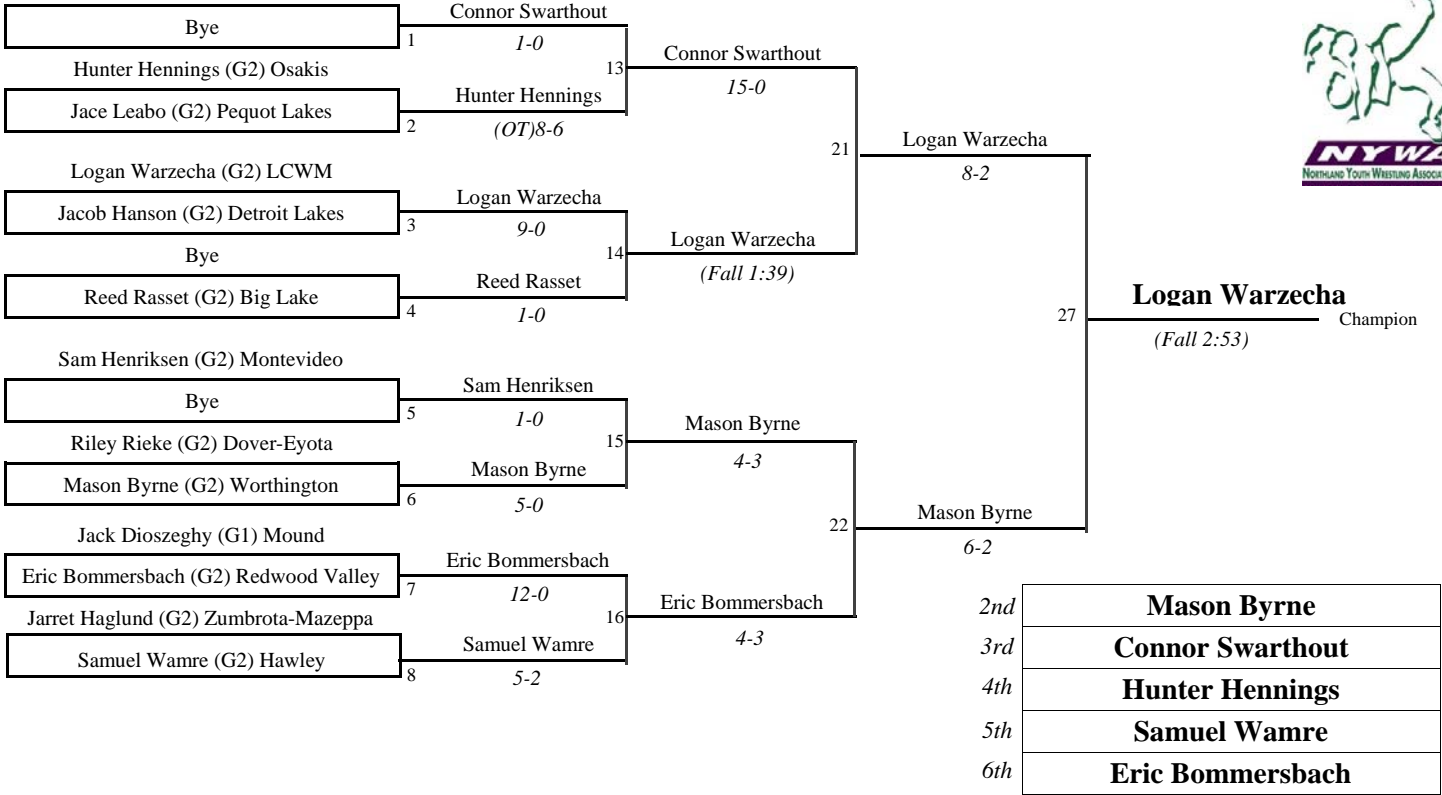 Connor Swarthout
Bye
1
1-0
Hunter Hennings (G2) Osakis
13
Connor Swarthout
15-0
Jace Leabo (G2) Pequot Lakes
2
Hunter Hennings
(OT)8-6
21
Logan Warzecha
8-2
Logan Warzecha (G2) LCWM
Jacob Hanson (G2) Detroit Lakes
3
Logan Warzecha
9-0
14
Logan Warzecha
(Fall 1:39)
Bye
Reed Rasset (G2) Big Lake
4
Reed Rasset
1-0
NYWA
NORTHLAND YOUTH WRESTLING
27
Logan Warzecha
Champion
(Fall 2:53)
Sam Henriksen (G2) Montevideo
Bye
5
Sam Henriksen
1-0
15
Mason Byrne
4-3
Riley Rieke (G2) Dover-Eyota
Mason Byrne (G2) Worthington
6
Mason Byrne
5-0
22
Mason Byrne
6-2
Jack Dioszeghy (G1) Mound
Eric Bommersbach (G2) Redwood Valley
7
Eric Bommersbach
12-0
16
Eric Bommersbach
4-3
Jarret Haglund (G2) Zumbrota-Mazeppa
Samuel Wamre (G2) Hawley
8
Samuel Wamre
5-2
2nd Mason Byrne
3rd Connor Swarthout
4th Hunter Hennings
5th Samuel Wamre
6th Eric Bommersbach